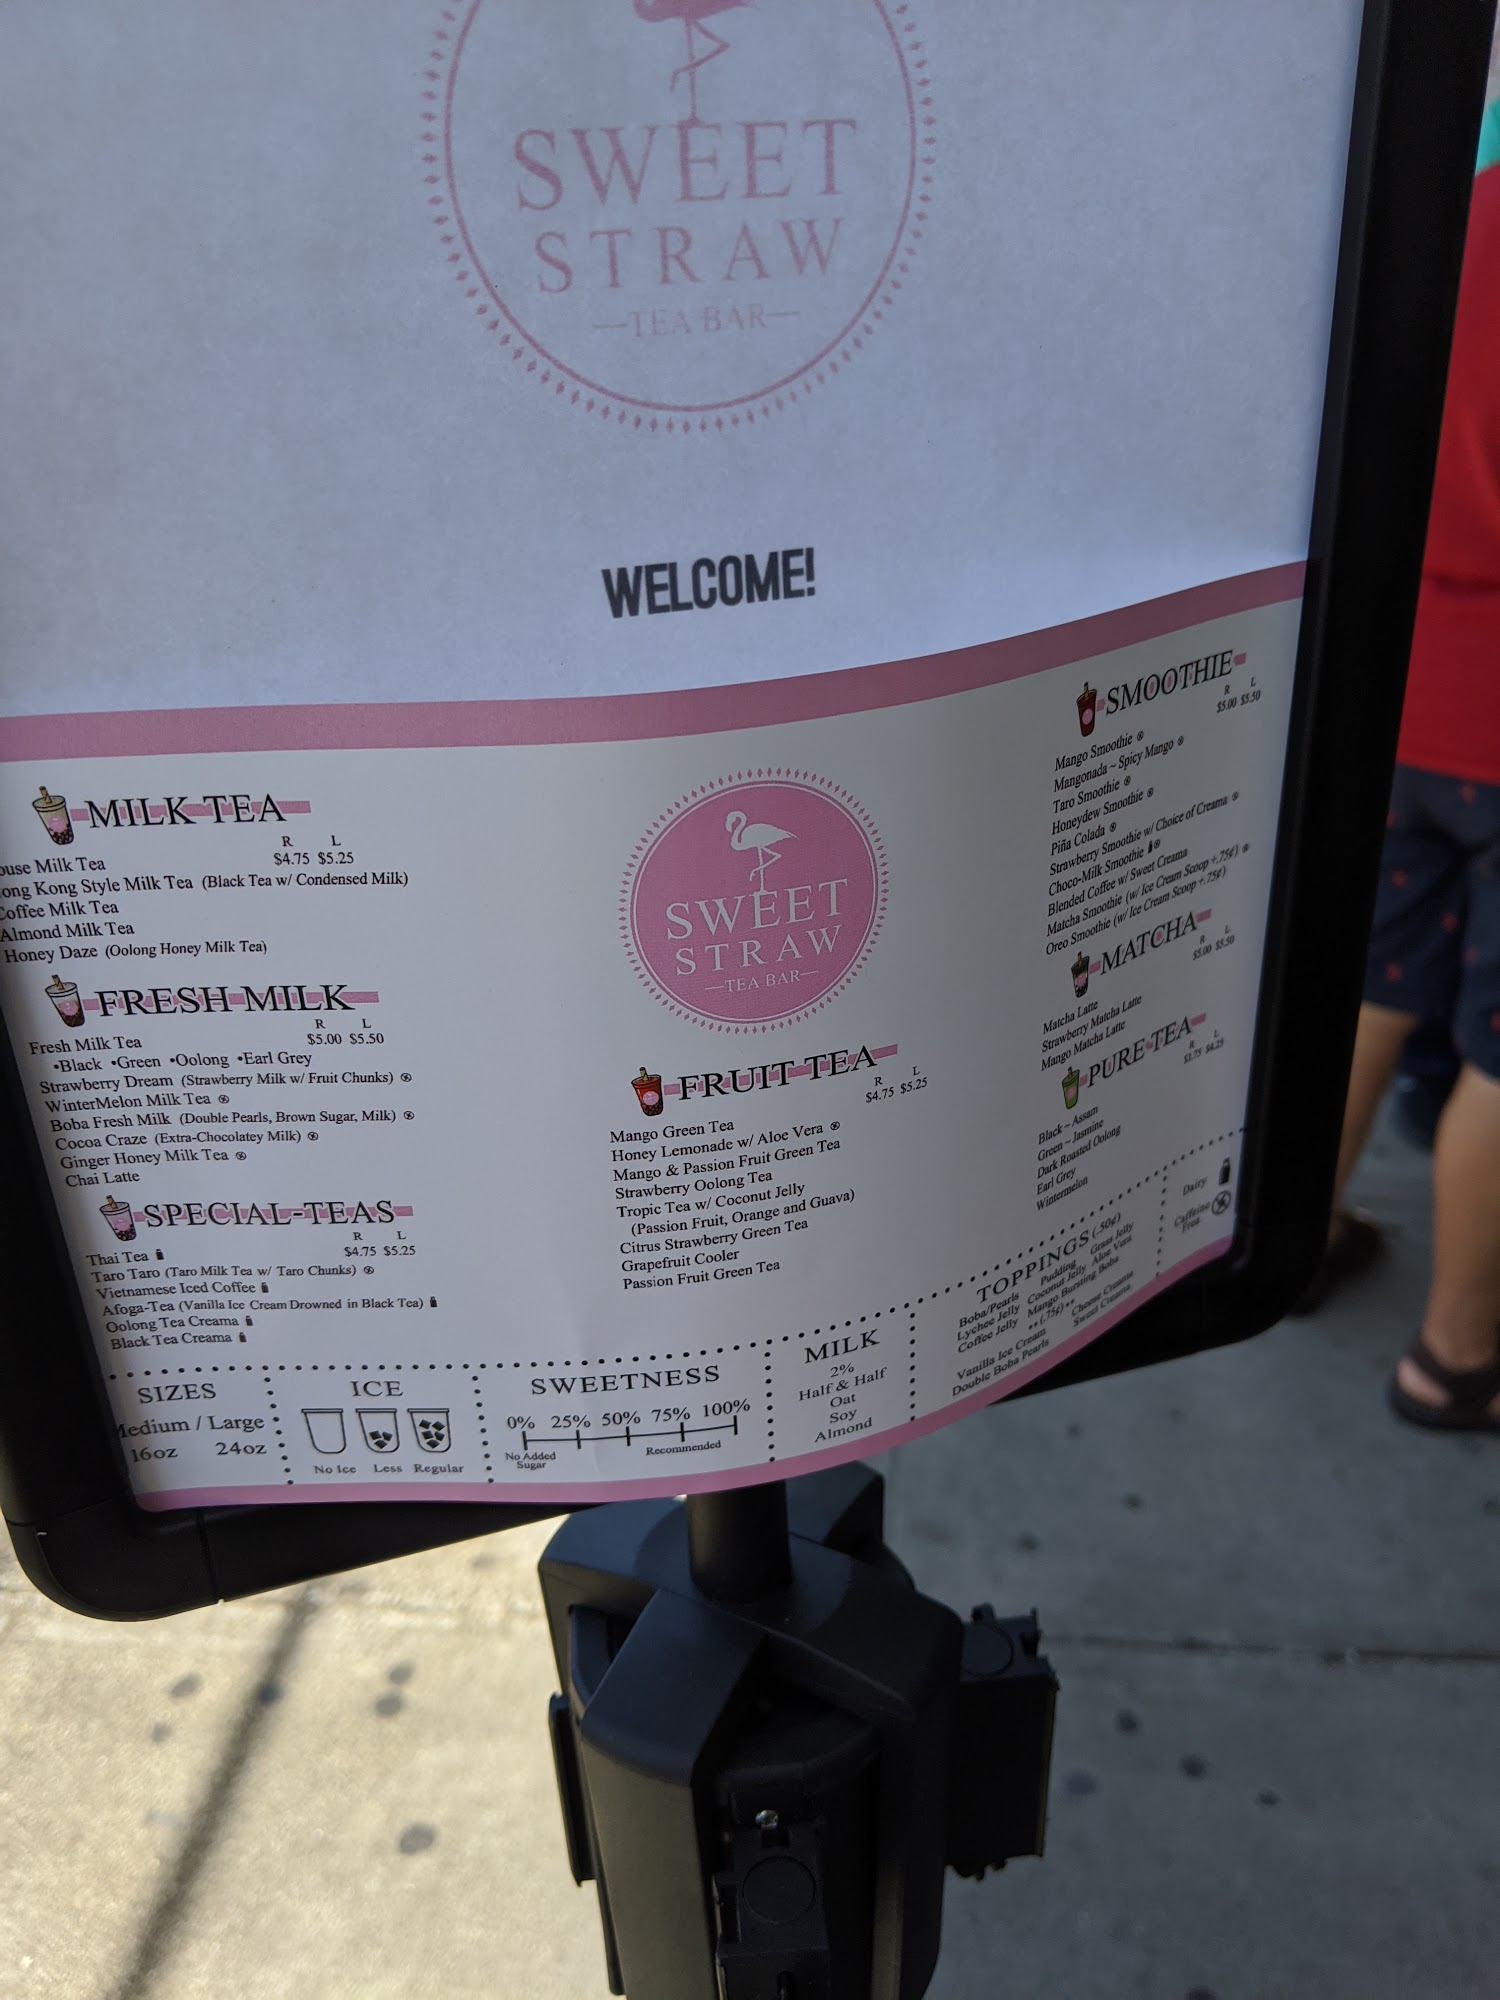 SWEET
STRAW
—TEA BAR—
WELCOME!
MILK TEA
R L
$4.75 $5.25
ouse Milk Tea
ong Kong Style Milk Tea (Black Tea w/ Condensed Milk)
Coffee Milk Tea
Almond Milk Tea
Honey Daze (Oolong Honey Milk Tea)
FRESH MILK
R L
$5.00 $5.50
Fresh Milk Tea
•Black •Green •Oolong •Earl Grey
Strawberry Dream (Strawberry Milk w/ Fruit Chunks)
WinterMelon Milk Tea
Boba Fresh Milk (Double Pearls, Brown Sugar, Milk)
Cocoa Craze (Extra-Chocolatey Milk)
Ginger Honey Milk Tea
Chai Latte
SPECIAL-TEAS
R L
$4.75 $5.25
Thai Tea
Taro Taro (Taro Milk Tea w/ Taro Chunks)
Vietnamese Iced Coffee
Afoga-Tea (Vanilla Ice Cream Drowned in Black Tea)
Oolong Tea Creama
Black Tea Creama
SWEET
STRAW
—TEA BAR—
FRUIT TEA
R L
$4.75 $5.25
Mango Green Tea
Honey Lemonade w/ Aloe Vera
Mango & Passion Fruit Green Tea
Strawberry Oolong Tea
Tropic Tea w/ Coconut Jelly
(Passion Fruit, Orange and Guava)
Citrus Strawberry Green Tea
Grapefruit Cooler
Passion Fruit Green Tea
SMOOTHIE
R L
$5.00 $5.50
Mango Smoothie
Mangonada ~ Spicy Mango
Taro Smoothie
Honeydew Smoothie
Piña Colada
Strawberry Smoothie w/ Choice of Creama
Choco-Milk Smoothie
Blended Coffee w/ Sweet Creama
Matcha Smoothie (w/ Ice Cream Scoop +.75¢)
Oreo Smoothie (w/ Ice Cream Scoop +.75¢)
MATCHA
R L
$5.00 $5.50
Matcha Latte
Strawberry Matcha Latte
Mango Matcha Latte
PURE TEA
R L
$3.75 $4.25
Black ~ Assam
Green ~ Jasmine
Dark Roasted Oolong
Earl Grey
Wintermelon
SIZES
Medium / Large
16oz 24oz
ICE
No Ice Less Regular
SWEETNESS
0% 25% 50% 75% 100%
No Added
Sugar
Recommended
MILK
2%
Half & Half
Oat
Soy
Almond
TOPPINGS (.50¢)
Boba/Pearls Pudding Grass Jelly
Lychee Jelly Coconut Jelly Aloe Vera
Coffee Jelly Mango Bursting Boba
••(.75¢)••
Vanilla Ice Cream Cheese Creama
Double Boba Pearls Sweet Creama
Dairy
Caffeine
Free